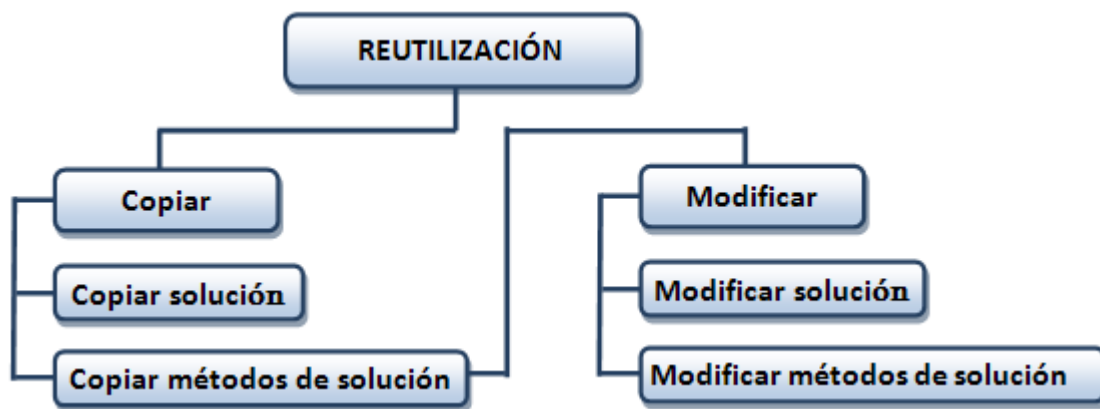 REUTILIZACIÓN
Copiar
Copiar solución
Copiar métodos de solución
Modificar
Modificar solución
Modificar métodos de solución